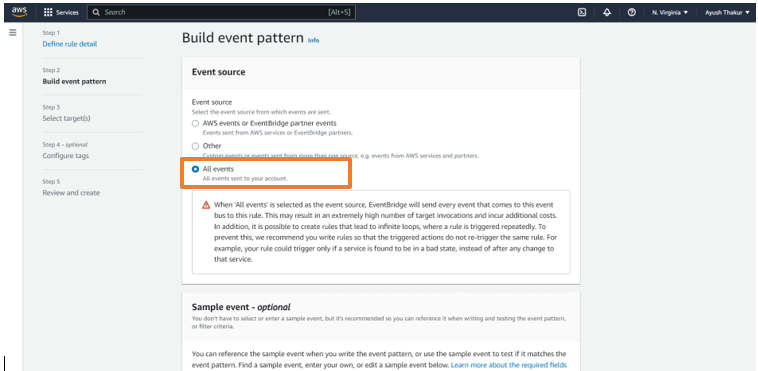 aws
Services
Search
[Alt+S]
N. Virginia ▼
Ayush Thakur ▼
Step 1
Define rule detail
Step 2
Build event pattern
Step 3
Select target(s)
Step 4 - optional
Configure tags
Step 5
Review and create
Build event pattern Info
Event source
Event source
Select the event source from which events are sent.
AWS events or EventBridge partner events
Events sent from AWS services or EventBridge partners.
Other
Custom events or events sent from more than one source, e.g. events from AWS services and partners.
All events
All events sent to your account.
When 'All events' is selected as the event source, EventBridge will send every event that comes to this event
bus to this rule. This may result in an extremely high number of target invocations and incur additional costs.
In addition, it is possible to create rules that lead to infinite loops, where a rule is triggered repeatedly. To
prevent this, we recommend you write rules so that the triggered actions do not re-trigger the same rule. For
example, your rule could trigger only if a service is found to be in a bad state, instead of after any change to
that service.
Sample event - optional
You don't have to select or enter a sample event, but it's recommended so you can reference it when writing and testing the event pattern,
or filter criteria.
You can reference the sample event when you write the event pattern, or use the sample event to test if it matches the
event pattern. Find a sample event, enter your own, or edit a sample event below. Learn more about the required fields